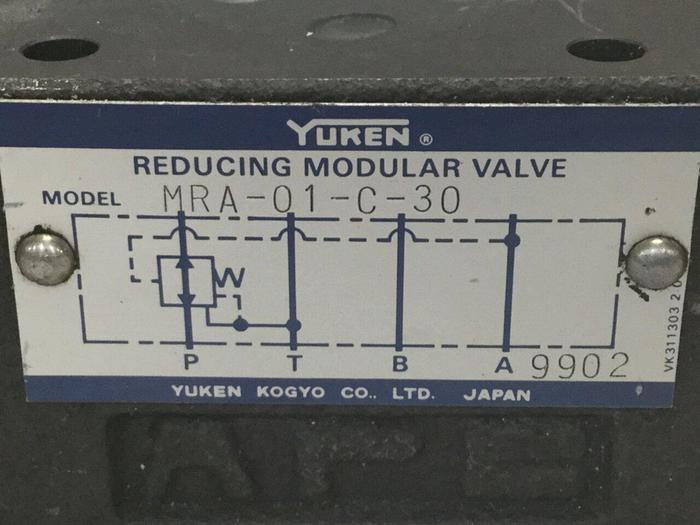 YUKEN ®
REDUCING MODULAR VALVE
MODEL MRA-01-C-30
P T B A 9902
YUKEN KOGYO CO., LTD. JAPAN